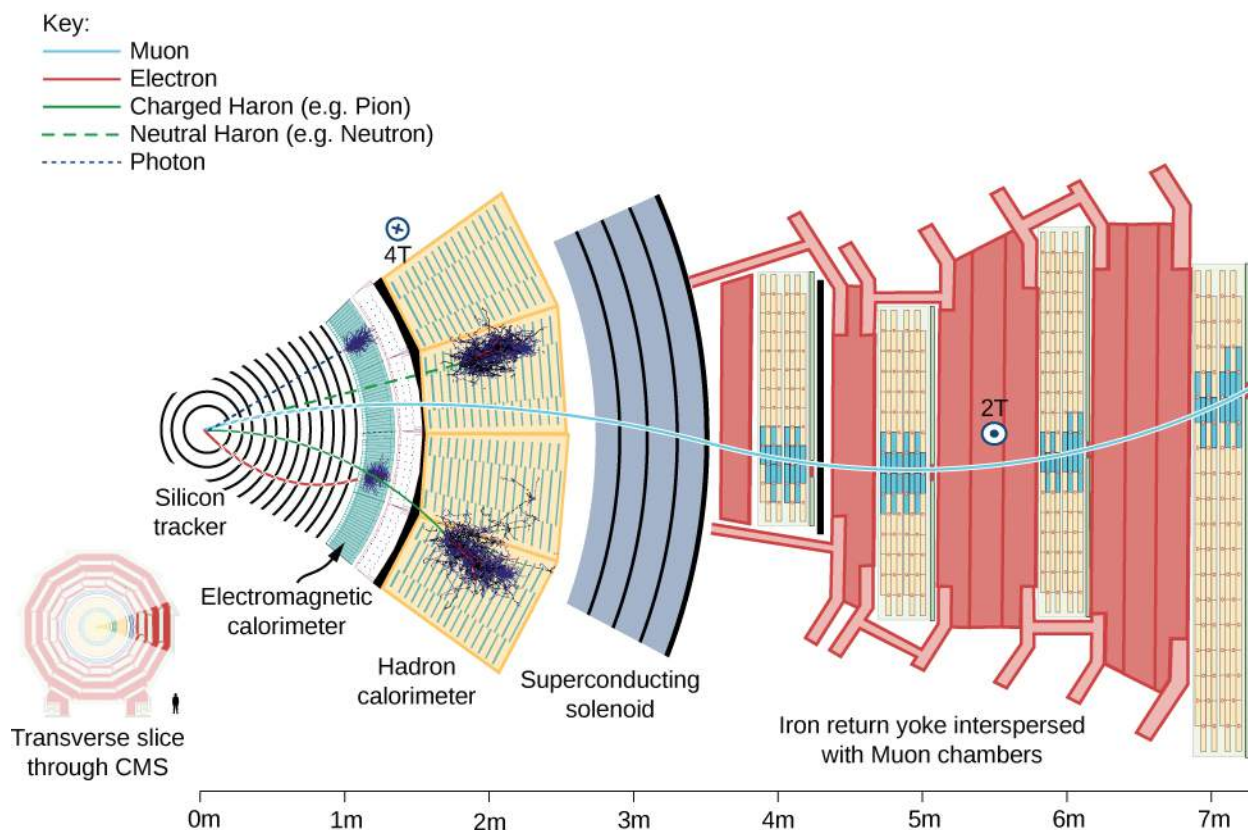 Key:
Muon
Electron
Charged Haron (e.g. Pion)
Neutral Haron (e.g. Neutron)
Photon
4T
2T
Silicon
tracker
Electromagnetic
calorimeter
Hadron
calorimeter
Superconducting
solenoid
Iron return yoke interspersed
with Muon chambers
Transverse slice
through CMS
0m 1m 2m 3m 4m 5m 6m 7m